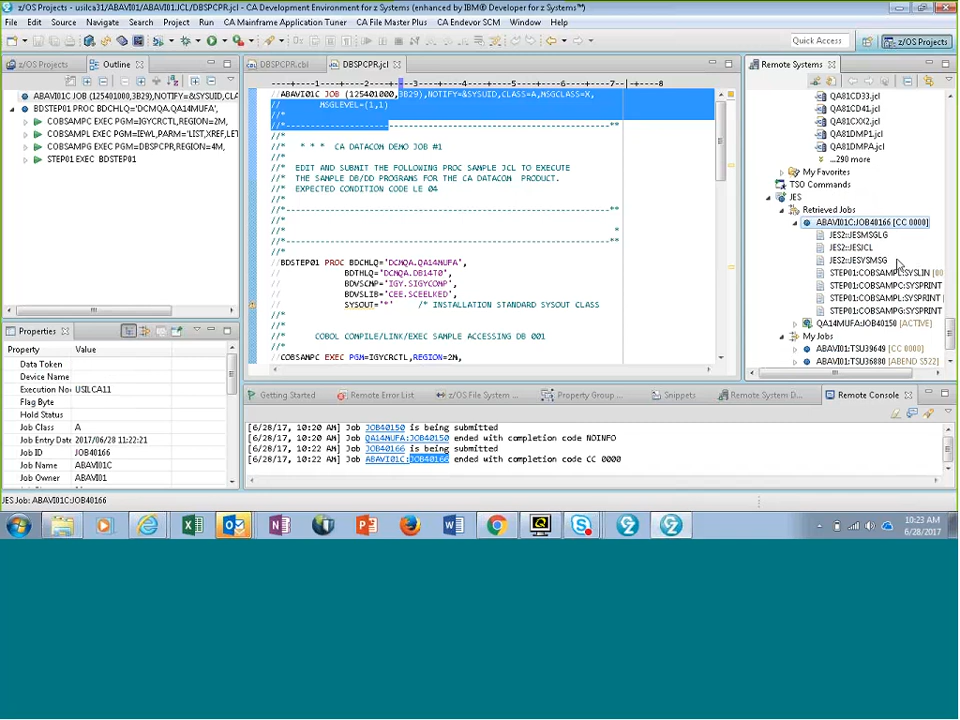 z/OS Projects - usilca31/ABAVI01/ABAVI01.JCL/DBSPCPR.jcl - CA Development Environment for z Systems (enhanced by IBM® Developer for z Systems™)
File Edit Source Navigate Search Project Run CA Mainframe Application Tuner CA File Master Plus CA Endevor SCM Window Help
Quick Access
z/OS Projects
z/OS Projects Outline
ABAVI01C JOB (125401000,3B29),NOTIFY=&SYSUID,CLA
BDSTEP01 PROC BDCHLQ='DCMQA.QA14MUFA',
COBSAMPC EXEC PGM=IGYCRCTL,REGION=2M,
COBSAMPL EXEC PGM=IEWL,PARM='LIST,XREF,LET
COBSAMPG EXEC PGM=DBSPCPR,REGION=4M,
STEP01 EXEC BDSTEP01
DBSPCPR.cbl DBSPCPR.jcl
----+----1----+----2----+----3----+----4----+----5----+----6----+----7--|-+----8
//ABAVI01C JOB (125401000,3B29),NOTIFY=&SYSUID,CLASS=A,MSGCLASS=X,
// MSGLEVEL=(1,1)
//*
//*--------------------------------------------------------------**
//*
//* * * * CA DATACOM DEMO JOB #1
//*
//* EDIT AND SUBMIT THE FOLLOWING PROC SAMPLE JCL TO EXECUTE
//* THE SAMPLE DB/DD PROGRAMS FOR THE CA DATACOM PRODUCT.
//* EXPECTED CONDITION CODE LE 04
//*
//*--------------------------------------------------------------**
//*
//* *
//*--------------------------------------------------------------**
//*
//BDSTEP01 PROC BDCHLQ='DCMQA.QA14MUFA',
// BDTHLQ='DCMQA.DB14T0',
// BDVSCMP='IGY.SIGYCOMP',
// BDVSLIB='CEE.SCEELKED',
// SYSOUT='*' /* INSTALLATION STANDARD SYSOUT CLASS
//*
//*
//* COBOL COMPILE/LINK/EXEC SAMPLE ACCESSING DB 001
//*
//COBSAMPC EXEC PGM=IGYCRCTL,REGION=2M,
Remote Systems
QA81CD33.jcl
QA81CD41.jcl
QA81CXX2.jcl
QA81DMP1.jcl
QA81DMPA.jcl
...290 more
My Favorites
TSO Commands
JES
Retrieved Jobs
ABAVI01C:JOB40166 [CC 0000]
JES2::JESMSGLG
JES2::JESJCL
JES2::JESYSMSG
STEP01:COBSAMPL:SYSLIN [00
STEP01:COBSAMPC:SYSPRINT
STEP01:COBSAMPL:SYSPRINT
STEP01:COBSAMPG:SYSPRINT
QA14MUFA:JOB40150 [ACTIVE]
My Jobs
ABAVI01:TSU39649 [CC 0000]
ABAVI01:TSU36880 [ABEND S522]
Properties
Property Value
Data Token
Device Name
Execution No USILCA11
Flag Byte
Hold Status
Job Class A
Job Entry Date 2017/06/28 11:22:21
Job ID JOB40166
Job Name ABAVI01C
Job Owner ABAVI01
Getting Started Remote Error List z/OS File System ... Property Group ... Snippets Remote System D... Remote Console
[6/28/17, 10:20 AM] Job JOB40150 is being submitted
[6/28/17, 10:20 AM] Job QA14MUFA:JOB40150 ended with completion code NOINFO
[6/28/17, 10:22 AM] Job JOB40166 is being submitted
[6/28/17, 10:22 AM] Job ABAVI01C:JOB40166 ended with completion code CC 0000
JES Job: ABAVI01C:JOB40166
10:23 AM
6/28/2017